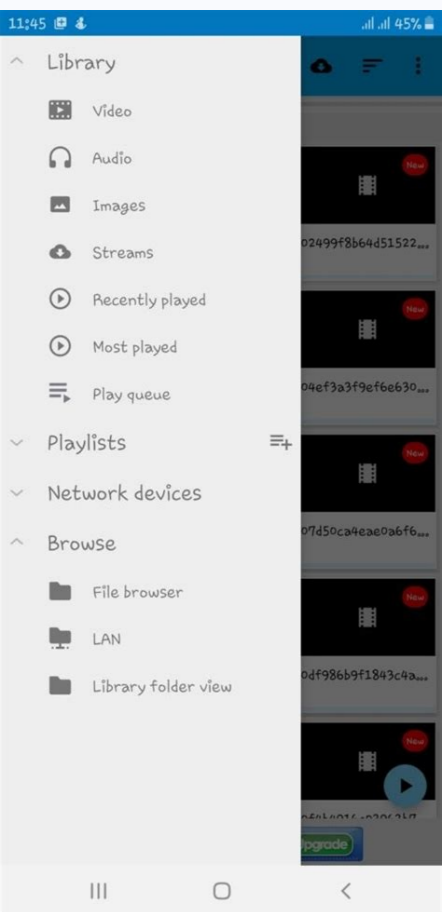 11:45
45%
Library
Video
Audio
Images
Streams
Recently played
Most played
Play queue
Playlists
Network devices
Browse
File browser
LAN
Library folder view
New
02499f8b64d51522...
New
04ef3a3f9ef6e630...
New
07d50ca4eae0a6f6...
New
0df986b9f1843c4a...
New
Upgrade